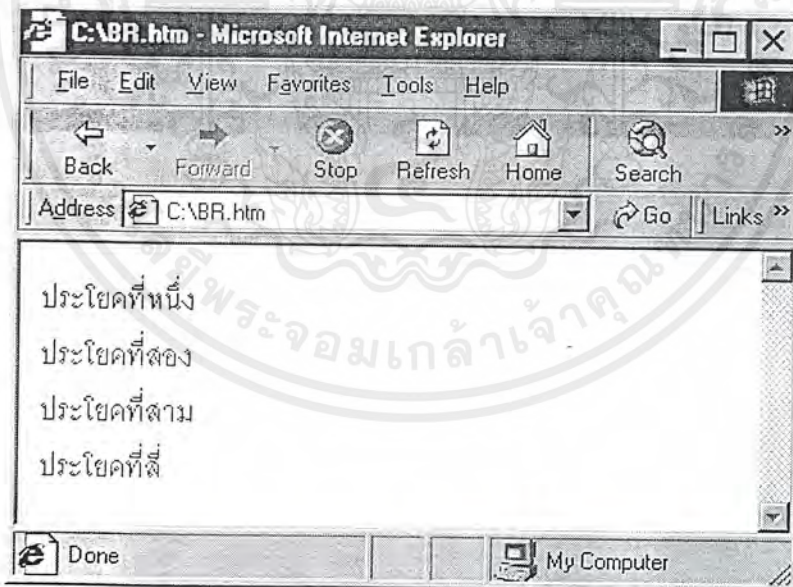 C:\BR.htm - Microsoft Internet Explorer
File Edit View Favorites Tools Help
Back Forward Stop Refresh Home Search »
Address C:\BR.htm Go Links »
ประโยคที่หนึ่ง
ประโยคที่สอง
ประโยคที่สาม
ประโยคที่สี่
Done My Computer